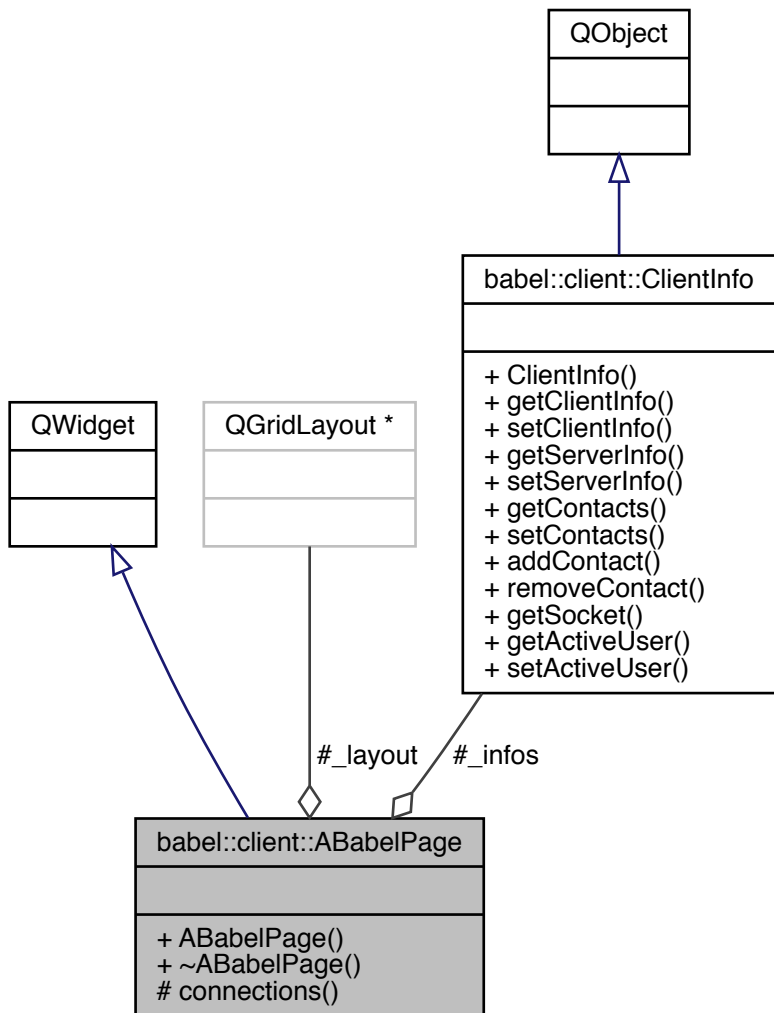 QObject
babel::client::ClientInfo
+ ClientInfo()
+ getClientInfo()
+ setClientInfo()
+ getServerInfo()
+ setServerInfo()
+ getContacts()
+ setContacts()
+ addContact()
+ removeContact()
+ getSocket()
+ getActiveUser()
+ setActiveUser()
QWidget
QGridLayout *
#_layout
#_infos
babel::client::ABabelPage
+ ABabelPage()
+ ~ABabelPage()
# connections()